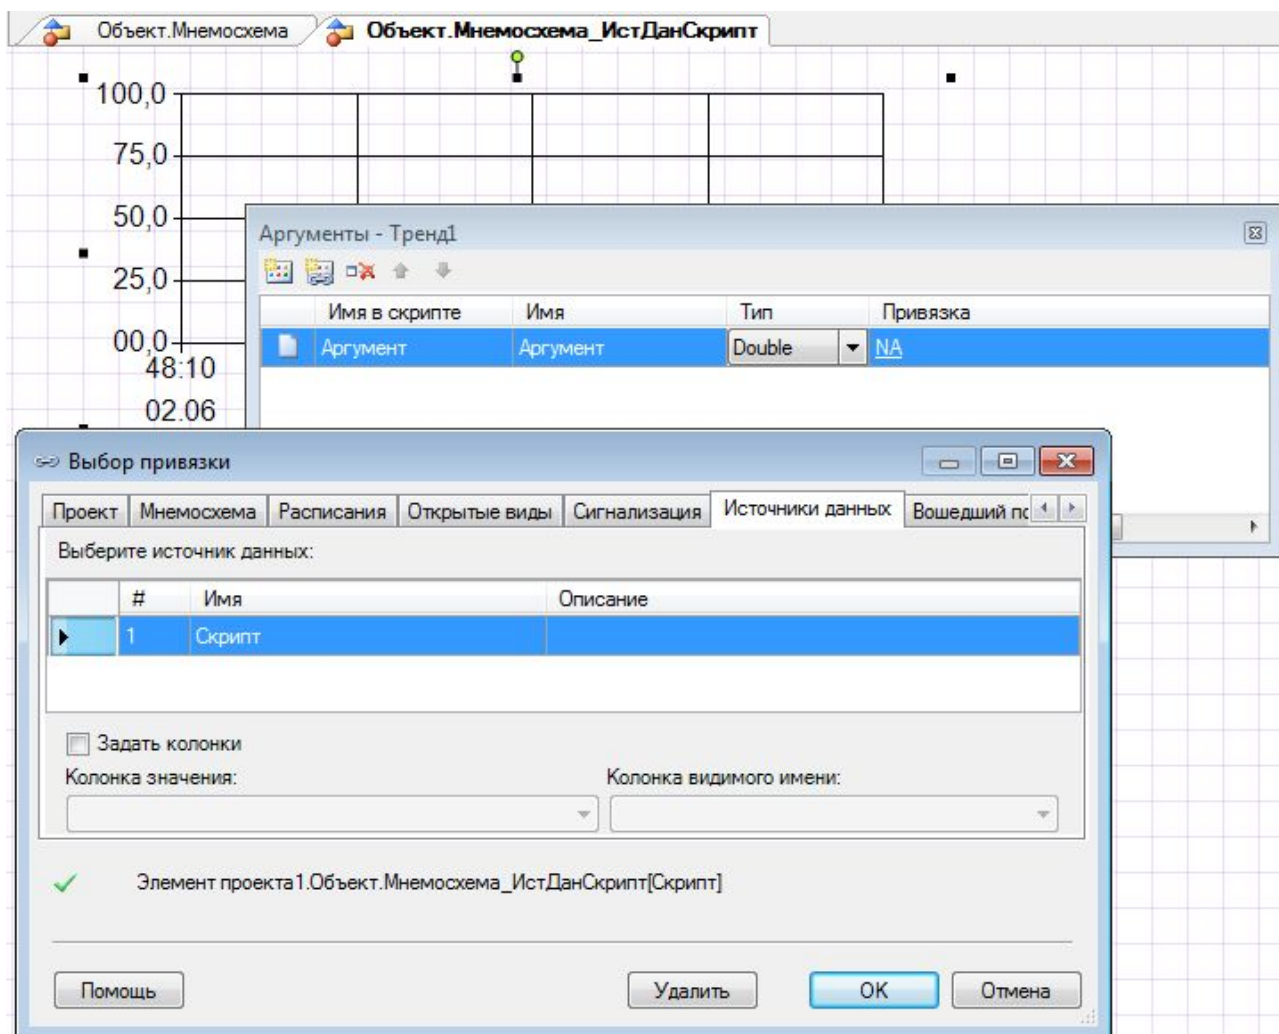 Объект.Мнемосхема Объект.Мнемосхема_ИстДанСкрипт
100,0
75,0
50,0
25,0
00,0
48:10
02.06
Аргументы - Тренд1
Имя в скрипте Имя Тип Привязка
Аргумент Аргумент Double NA
Выбор привязки
Проект Мнемосхема Расписания Открытые виды Сигнализация Источники данных Вошедший по
Выберите источник данных:
# Имя Описание
1 Скрипт
Задать колонки
Колонка значения: Колонка видимого имени:
Элемент проекта1.Объект.Мнемосхема_ИстДанСкрипт[Скрипт]
Помощь Удалить OK Отмена